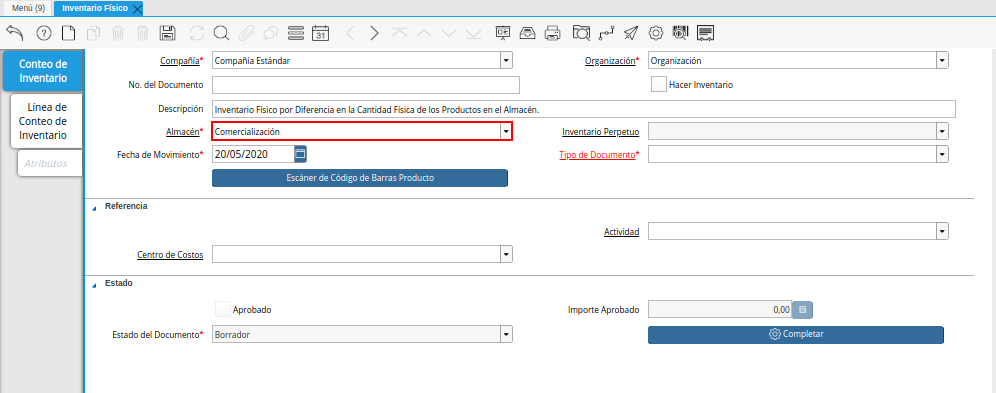 Menú (9) Inventario Físico
31
Conteo de
Inventario
Línea de
Conteo de
Inventario
Atributos
Compañía* Compañía Estándar Organización* Organización
No. del Documento Hacer Inventario
Descripción Inventario Físico por Diferencia en la Cantidad Física de los Productos en el Almacén.
Almacén* Comercialización Inventario Perpetuo
Fecha de Movimiento* 20/05/2020 Tipo de Documento*
Escáner de Código de Barras Producto
Referencia
Actividad
Centro de Costos
Estado
Aprobado Importe Aprobado 0,00
Estado del Documento* Borrador Completar